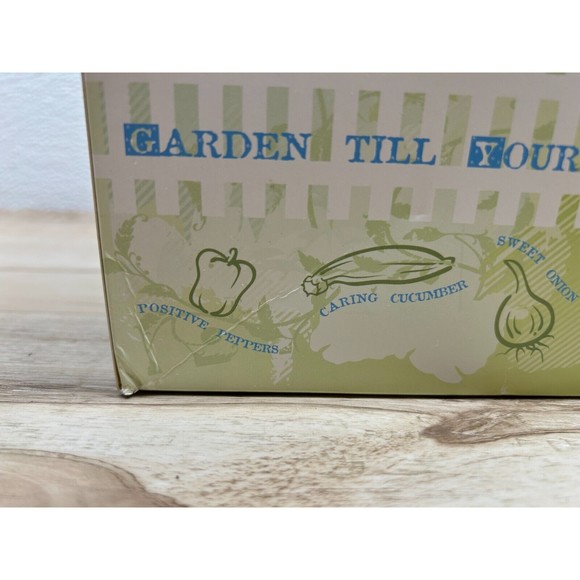 GARDEN TILL YOUR
POSITIVE PEPPERS
CARING CUCUMBER
SWEET ONION